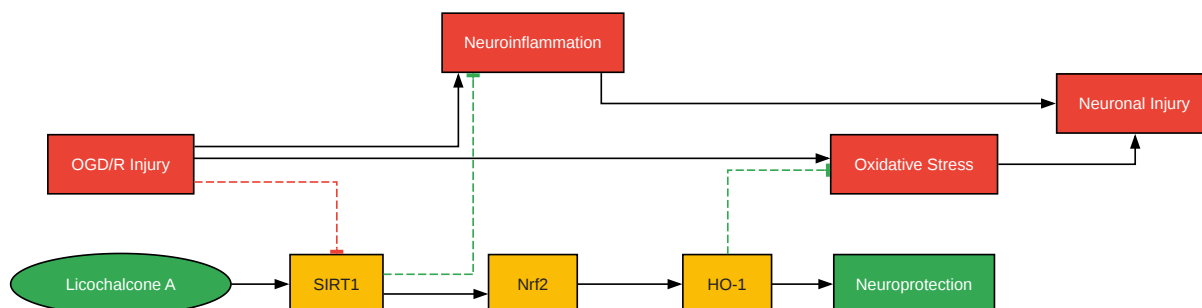 Neuroinflammation
Neuronal Injury
OGD/R Injury
Oxidative Stress
Licochalcone A
SIRT1
Nrf2
HO-1
Neuroprotection